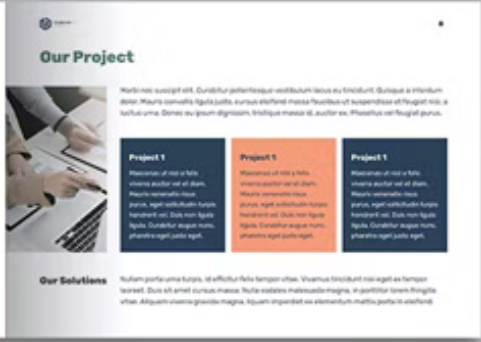 Our Project
Morbi nec suscipit elit. Curabitur pellentesque vestibulum lacus eu tincidunt. Quisque a interdum
dolor. Mauris convallis ligula justo, cursus eleifend massa faucibus ut suspendisse et feugiat nisi, a
luctus urna. Donec eu ipsum dignissim, tristique massa id, auctor ex. Phasellus vel feugiat purus.
Project 1
Maecenas ut nisl a felis
viverra auctor vel et diam.
Mauris venenatis risus
purus, eget sollicitudin turpis
hendrerit vel. Duis non ligula
ligula. Curabitur augue nunc,
pharetra eget justo eget.
Project 1
Maecenas ut nisl a felis
viverra auctor vel et diam.
Mauris venenatis risus
purus, eget sollicitudin turpis
hendrerit vel. Duis non ligula
ligula. Curabitur augue nunc,
pharetra eget justo eget.
Project 1
Maecenas ut nisl a felis
viverra auctor vel et diam.
Mauris venenatis risus
purus, eget sollicitudin turpis
hendrerit vel. Duis non ligula
ligula. Curabitur augue nunc,
pharetra eget justo eget.
Our Solutions
Nullam porta urna turpis, id efficitur felis tempor vitae. Vivamus tincidunt nisi eget ex tempor
laoreet. Duis sit amet cursus massa. Nulla sodales malesuada magna, in porttitor lorem fringilla
vitae. Aliquam viverra gravida magna, liquam imperdiet ex elementum mattis porta in eleifend.